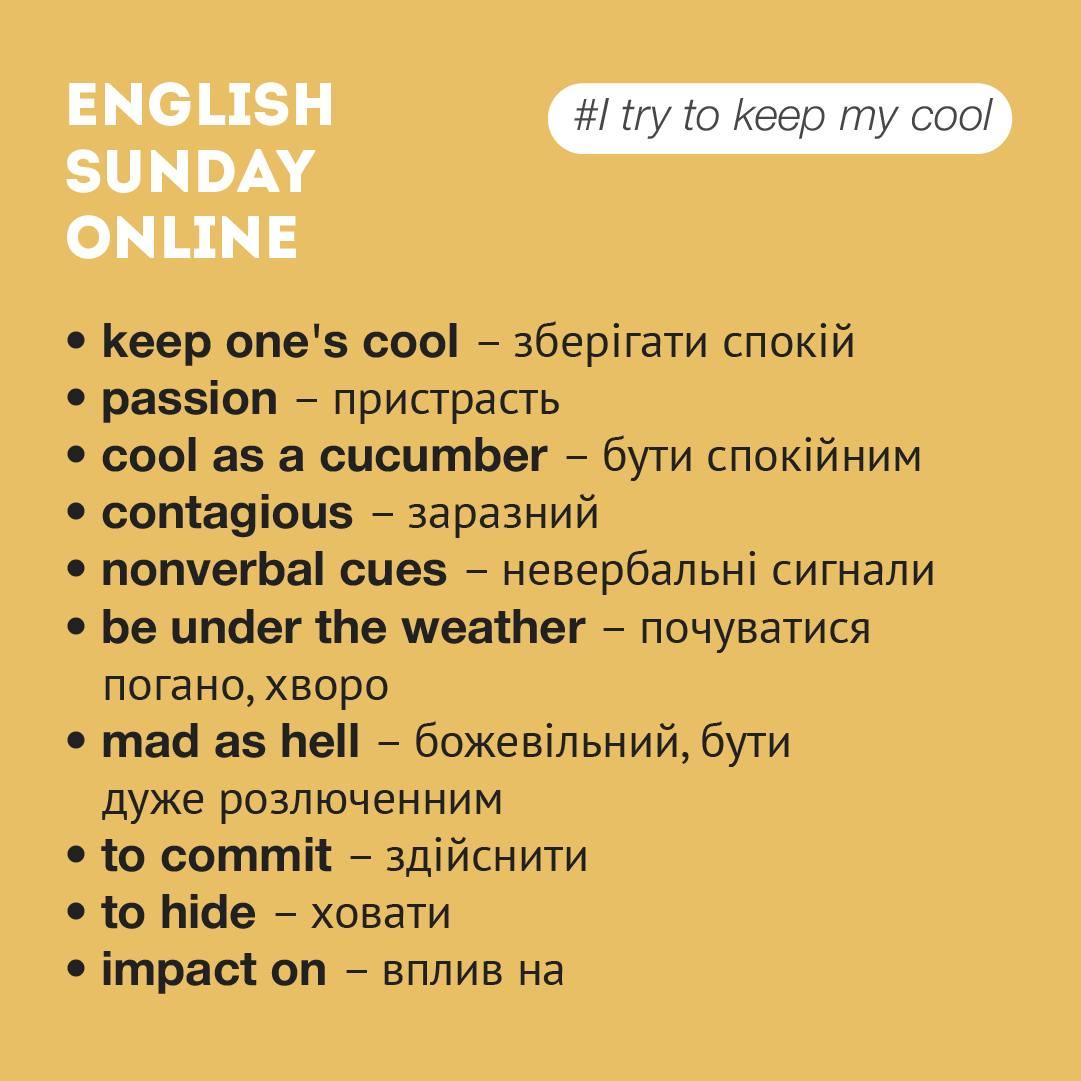 ENGLISH
SUNDAY
ONLINE
#I try to keep my cool
• keep one's cool – зберігати спокій
• passion – пристрасть
• cool as a cucumber – бути спокійним
• contagious – заразний
• nonverbal cues – невербальні сигнали
• be under the weather – почуватися
погано, хворо
• mad as hell – божевільний, бути
дуже розлюченним
• to commit – здійснити
• to hide – ховати
• impact on – вплив на